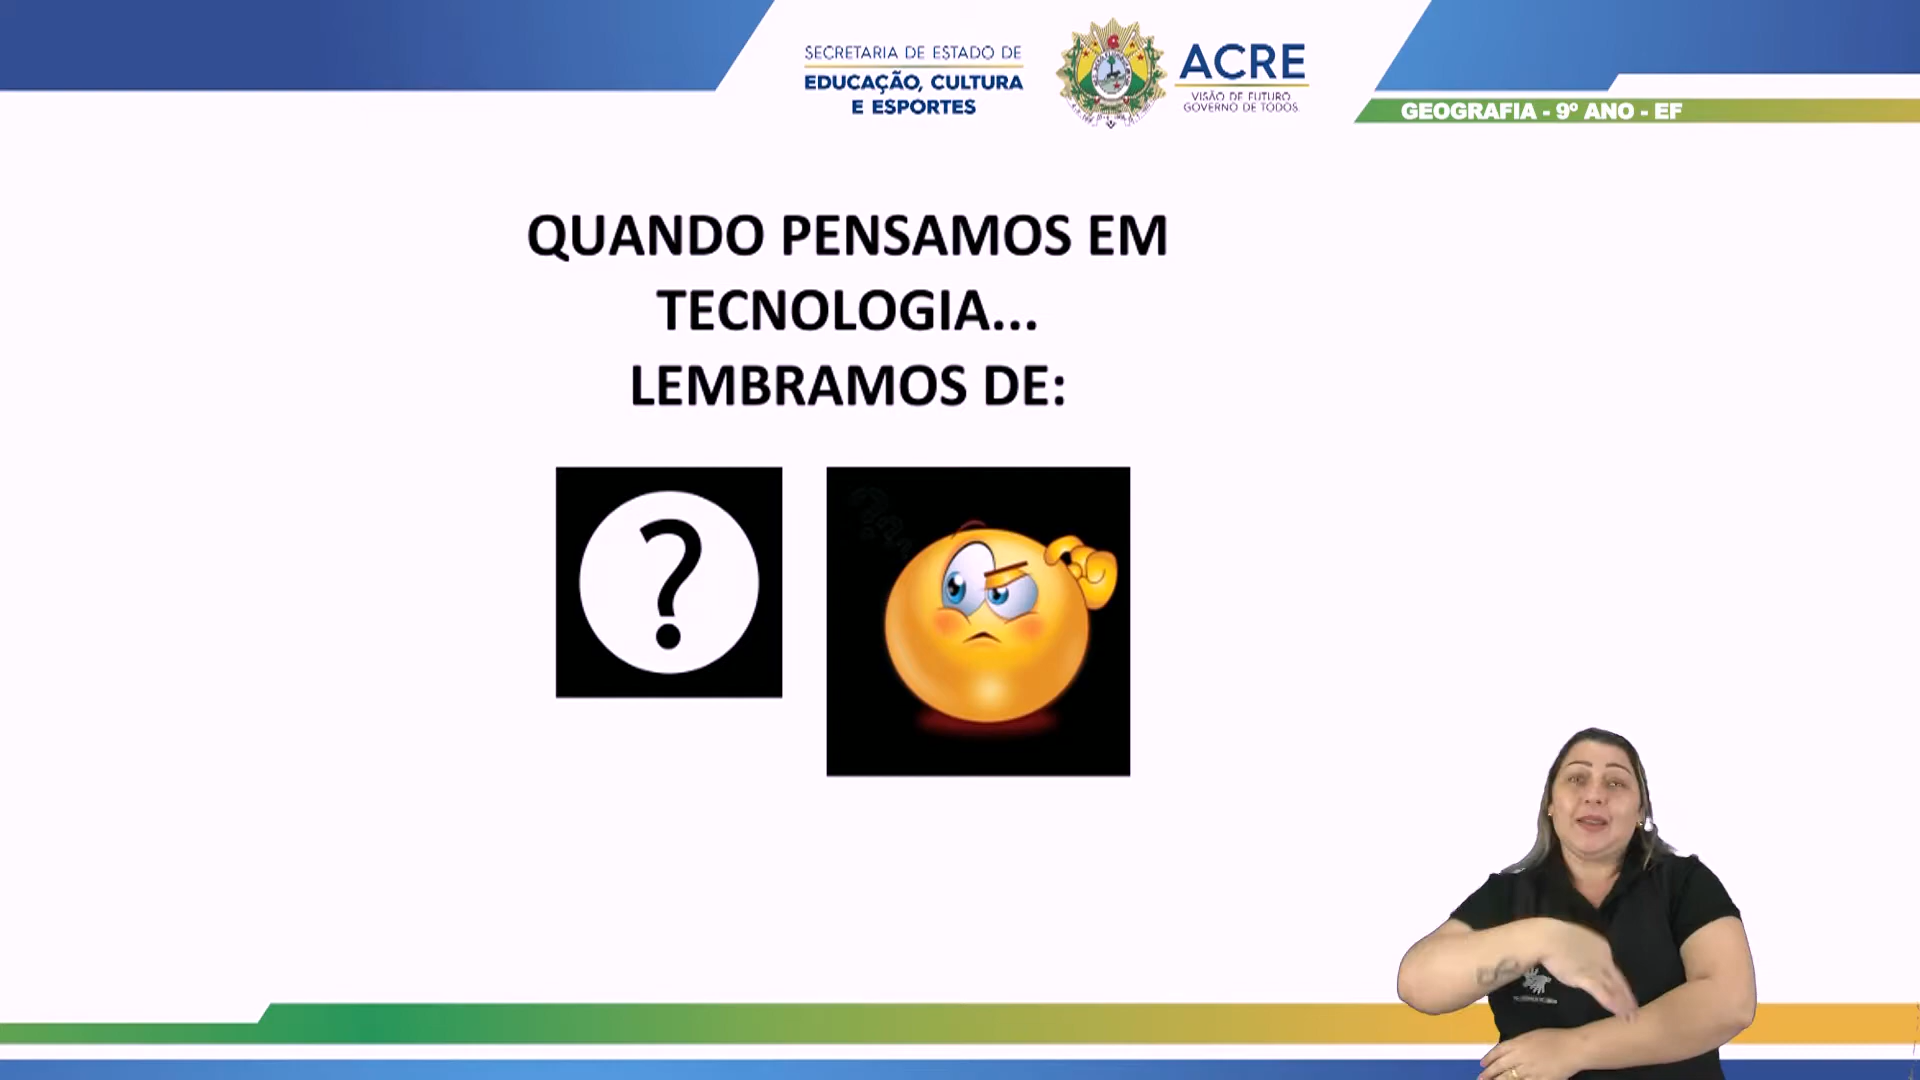 SECRETARIA DE ESTADO DE
EDUCAÇÃO, CULTURA
E ESPORTES
ACRE
VISÃO DE FUTURO
GOVERNO DE TODOS
GEOGRAFIA - 9º ANO - EF
QUANDO PENSAMOS EM
TECNOLOGIA...
LEMBRAMOS DE:
?